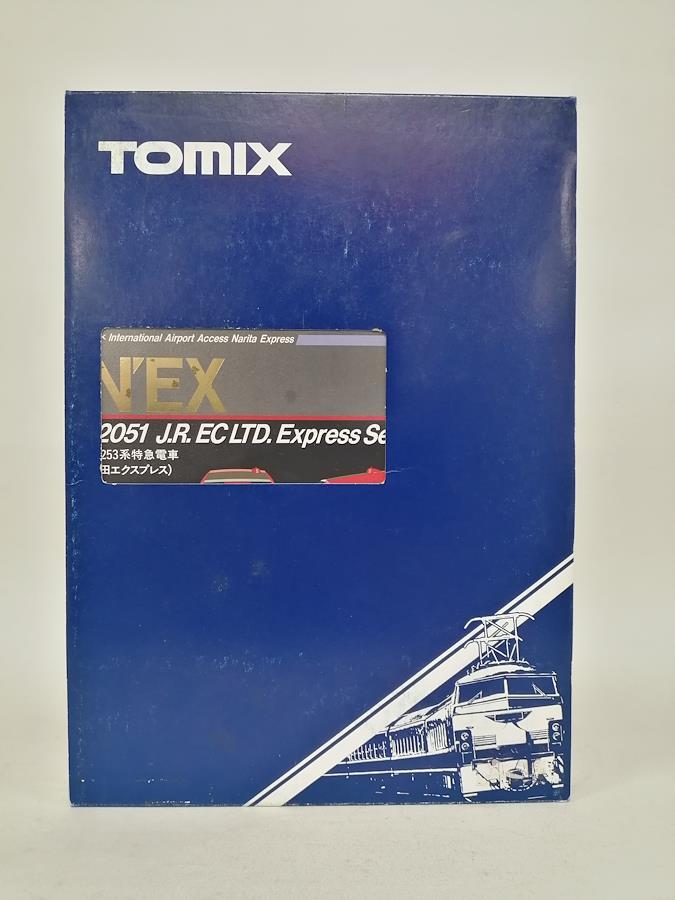 TOMIX
International Airport Access Narita Express
N'EX
2051 J.R. EC LTD. Express Se
253系特急電車
田エクスプレス)